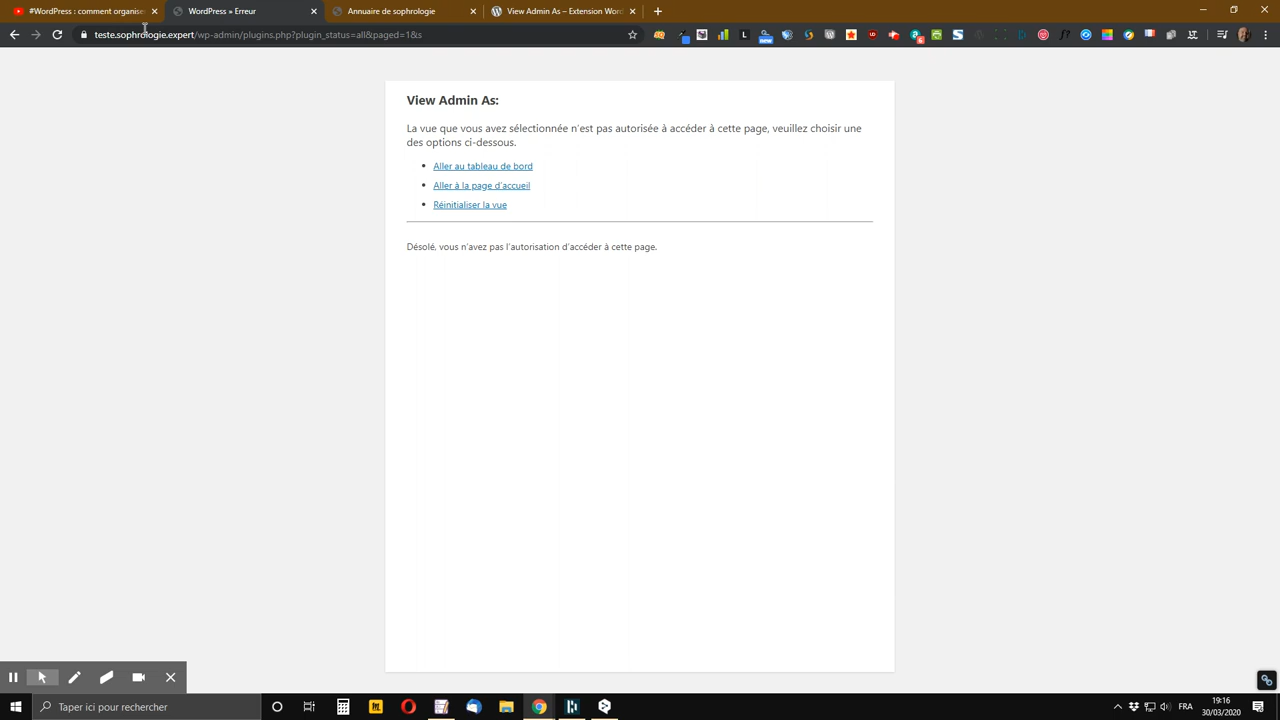 #WordPress : comment organise
WordPress » Erreur
Annuaire de sophrologie
View Admin As – Extension Word
teste.sophrologie.expert/wp-admin/plugins.php?plugin_status=all&paged=1&s
new
6
View Admin As:
La vue que vous avez sélectionnée n’est pas autorisée à accéder à cette page, veuillez choisir une
des options ci-dessous.
Aller au tableau de bord
Aller à la page d’accueil
Réinitialiser la vue
Désolé, vous n’avez pas l’autorisation d’accéder à cette page.
Taper ici pour rechercher
FRA
19:16
30/03/2020